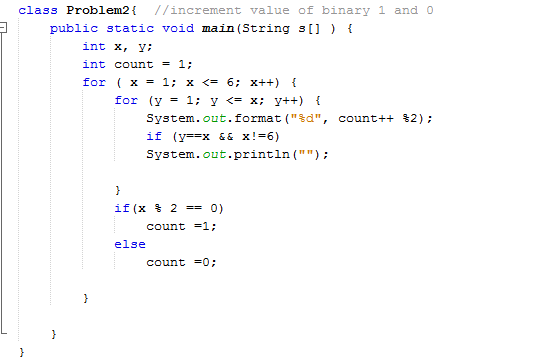 class Problem2{  //increment value of binary 1 and 0
    public static void main(String s[] ) {
        int x, y;
        int count = 1;
        for ( x = 1; x <= 6; x++) {
            for (y = 1; y <= x; y++) {
                System.out.format("%d", count++ %2);
                if (y==x && x!=6)
                System.out.println("");
            }
            if(x % 2 == 0)
                count =1;
            else
                count =0;
        }
    }
}